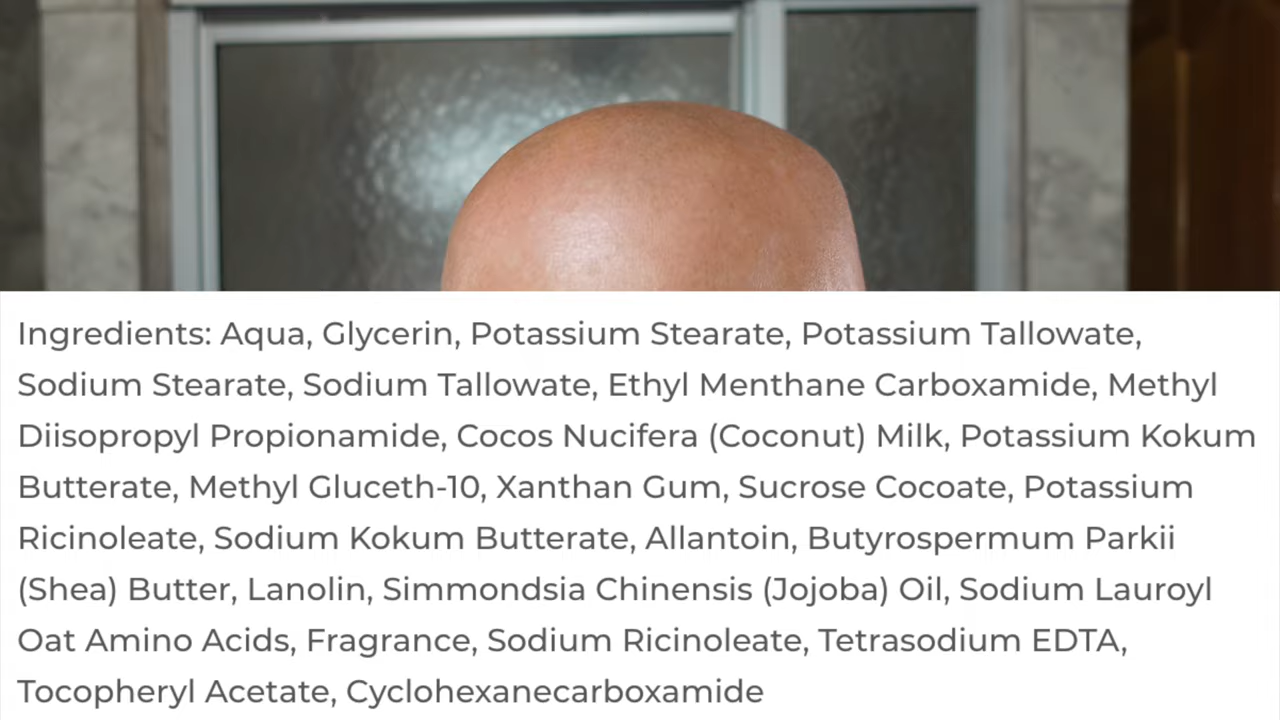 Ingredients: Aqua, Glycerin, Potassium Stearate, Potassium Tallowate,
Sodium Stearate, Sodium Tallowate, Ethyl Menthane Carboxamide, Methyl
Diisopropyl Propionamide, Cocos Nucifera (Coconut) Milk, Potassium Kokum
Butterate, Methyl Gluceth-10, Xanthan Gum, Sucrose Cocoate, Potassium
Ricinoleate, Sodium Kokum Butterate, Allantoin, Butyrospermum Parkii
(Shea) Butter, Lanolin, Simmondsia Chinensis (Jojoba) Oil, Sodium Lauroyl
Oat Amino Acids, Fragrance, Sodium Ricinoleate, Tetrasodium EDTA,
Tocopheryl Acetate, Cyclohexanecarboxamide